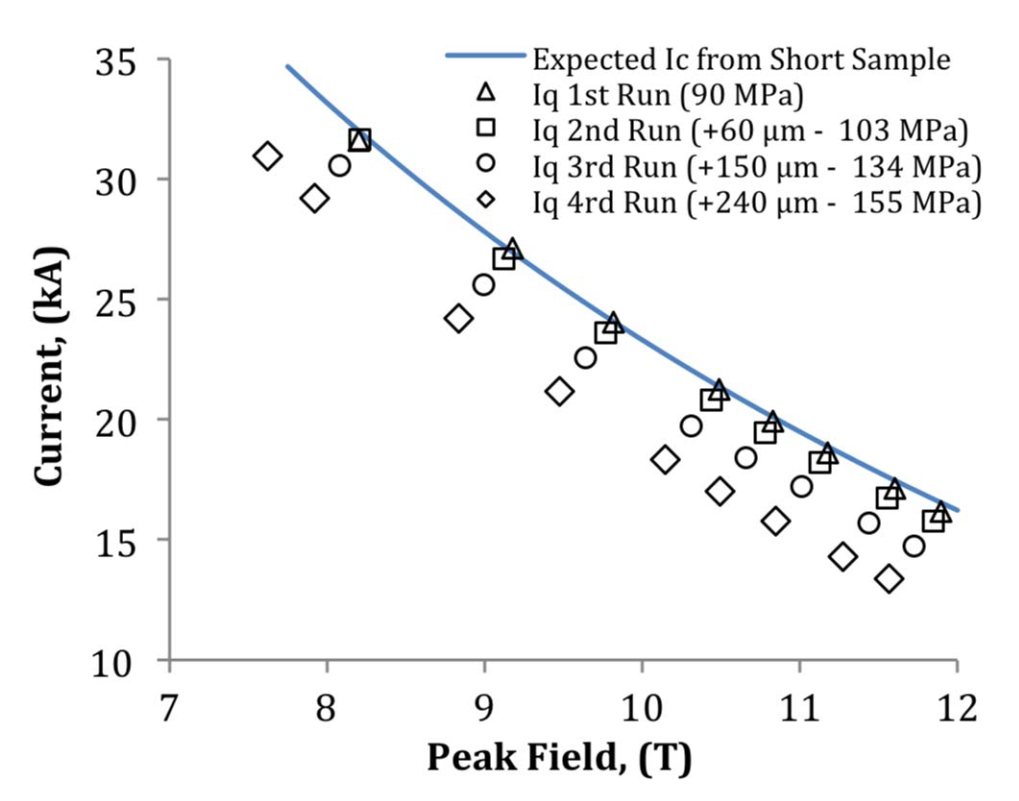 35
30
25
20
15
10
Current, (kA)
Expected Ic from Short Sample
Iq 1st Run (90 MPa)
Iq 2nd Run (+60 μm - 103 MPa)
Iq 3rd Run (+150 μm - 134 MPa)
Iq 4rd Run (+240 μm - 155 MPa)
7 8 9 10 11 12
Peak Field, (T)